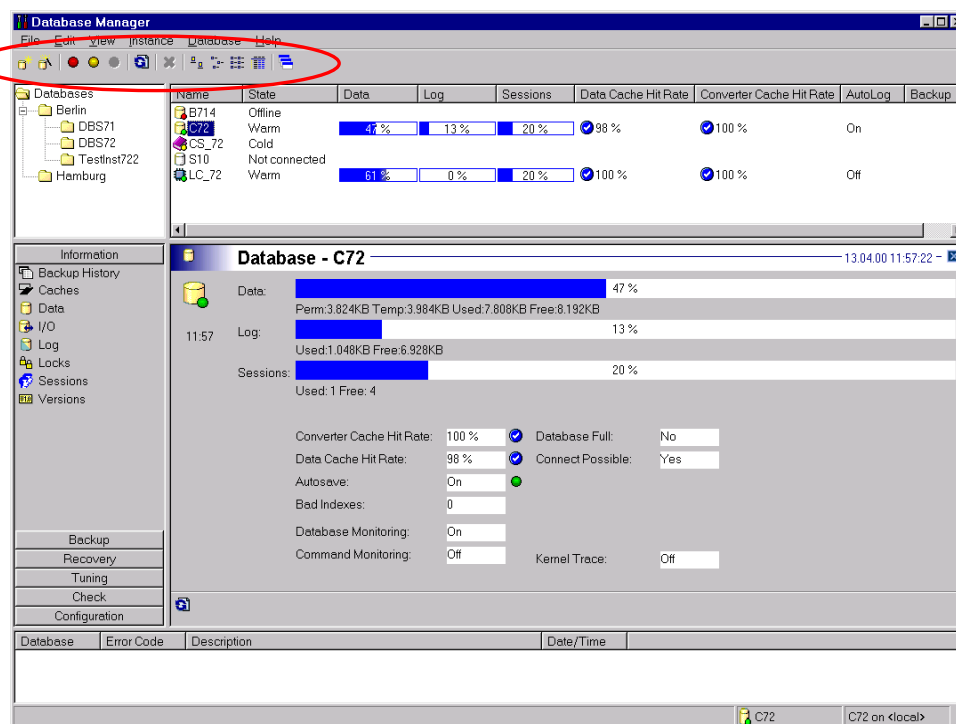 Database Manager
File Edit View Instance Database Help
Databases
Berlin
DBS71
DBS72
TestInst722
Hamburg
Name State Data Log Sessions Data Cache Hit Rate Converter Cache Hit Rate AutoLog Backup
B714 Offline
C72 Warm 47 % 13 % 20 % 98 % 100 % On
CS_72 Cold
S10 Not connected
LC_72 Warm 61 % 0 % 20 % 100 % 100 % Off
Information
Backup History
Caches
Data
I/O
Log
Locks
Sessions
Versions
Backup
Recovery
Tuning
Check
Configuration
Database - C72 13.04.00 11:57:22
11:57
Data: 47 %
Perm:3.824KB Temp:3.984KB Used:7.808KB Free:8.192KB
Log: 13 %
Used:1.048KB Free:6.928KB
Sessions: 20 %
Used: 1 Free: 4
Converter Cache Hit Rate: 100 % Database Full: No
Data Cache Hit Rate: 98 % Connect Possible: Yes
Autosave: On
Bad Indexes: 0
Database Monitoring: On
Command Monitoring: Off Kernel Trace: Off
Database Error Code Description Date/Time
C72 C72 on <local>